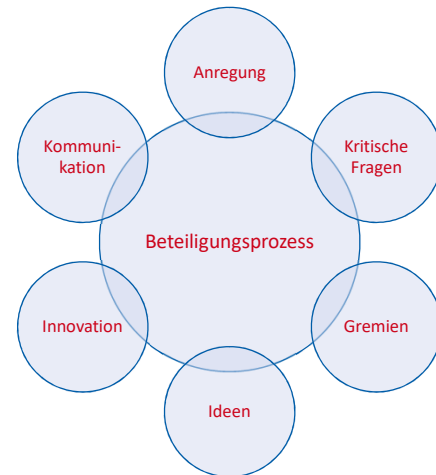 Anregung
Kommuni-
kation
Kritische
Fragen
Beteiligungsprozess
Innovation
Gremien
Ideen